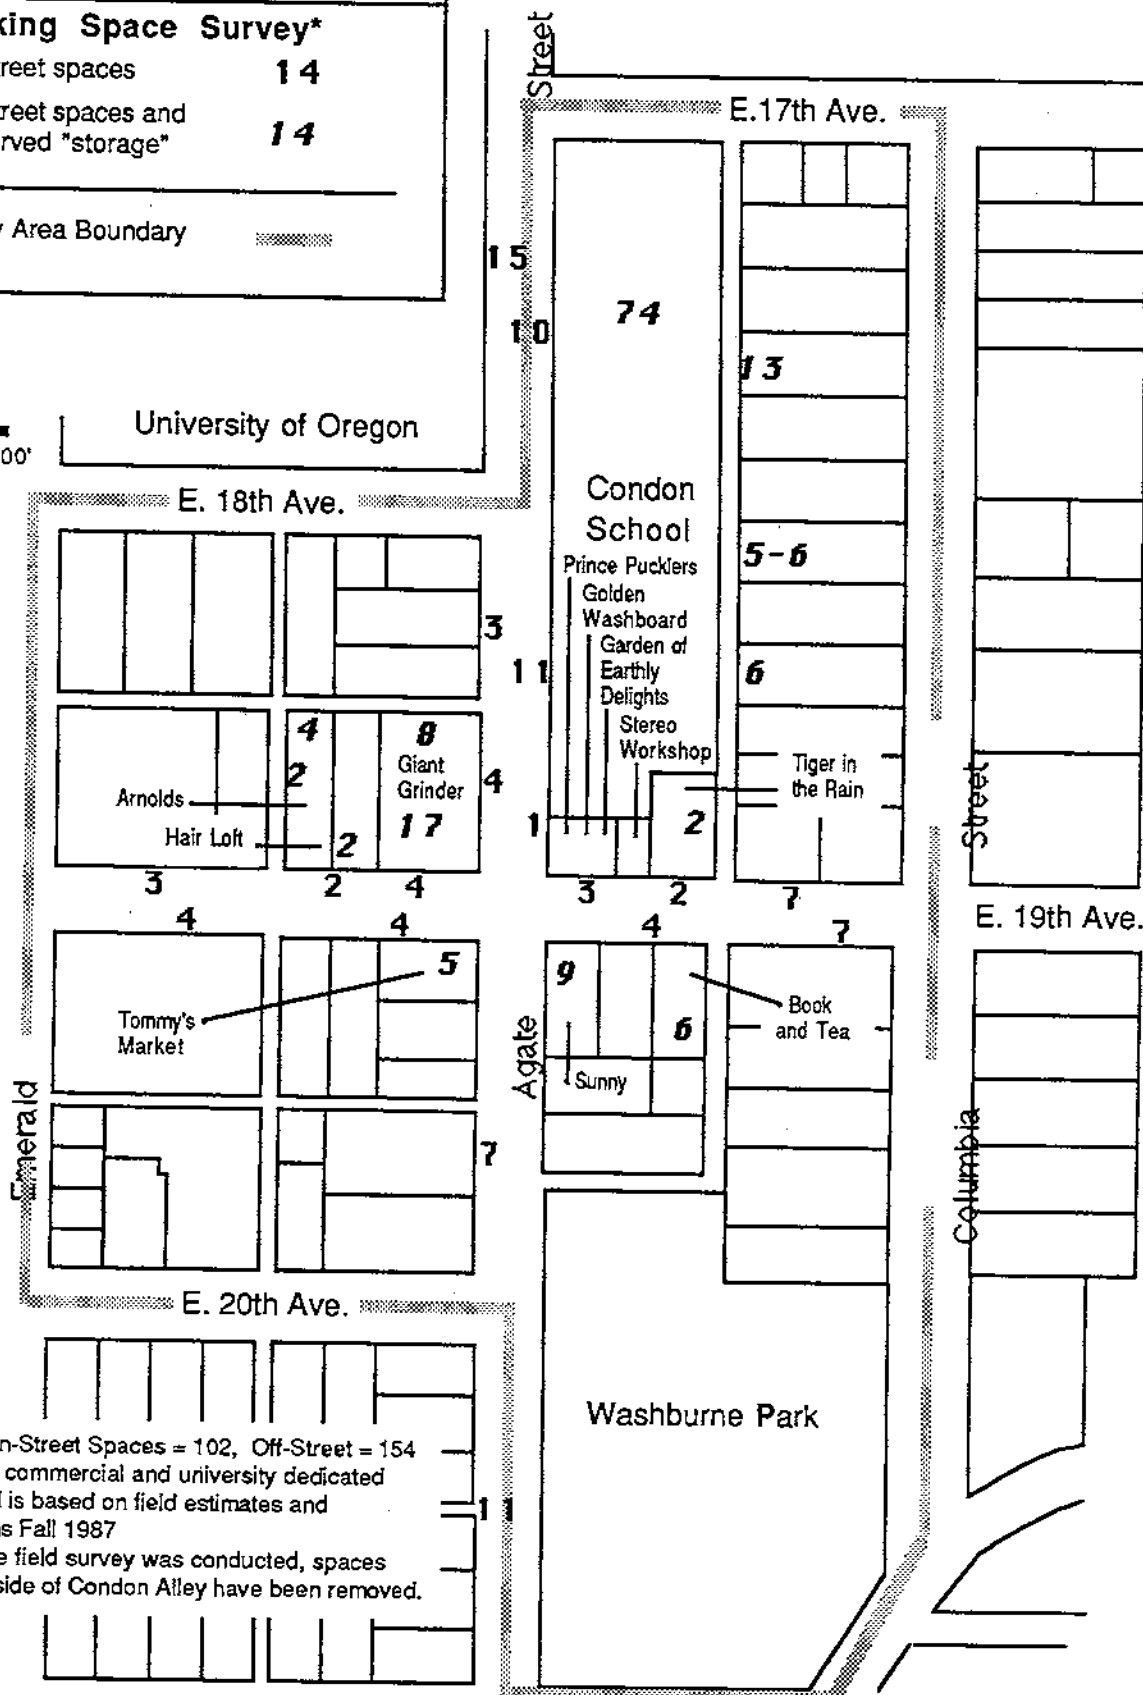 king Space Survey*
reet spaces 14
reet spaces and
rved "storage" 14
y Area Boundary
Street
E.17th Ave.
15
74
10
13
University of Oregon
00'
E. 18th Ave.
Condon
School
5-6
Prince Pucklers
Golden
Washboard
Garden of
Earthly
Delights
Stereo
Workshop
3
11
6
4
8
Giant
Grinder
2
4
Arnolds
17
Hair Loft
2
1
2
Tiger in
the Rain
Street
3
2
4
3
2
7
4
4
4
7
E. 19th Ave.
5
9
Tommy's
Market
Book
and Tea
6
Sunny
Agate
Emerald
7
Columbia
E. 20th Ave.
Washburne Park
n-Street Spaces = 102, Off-Street = 154
commercial and university dedicated
is based on field estimates and
11
s Fall 1987
e field survey was conducted, spaces
side of Condon Alley have been removed.